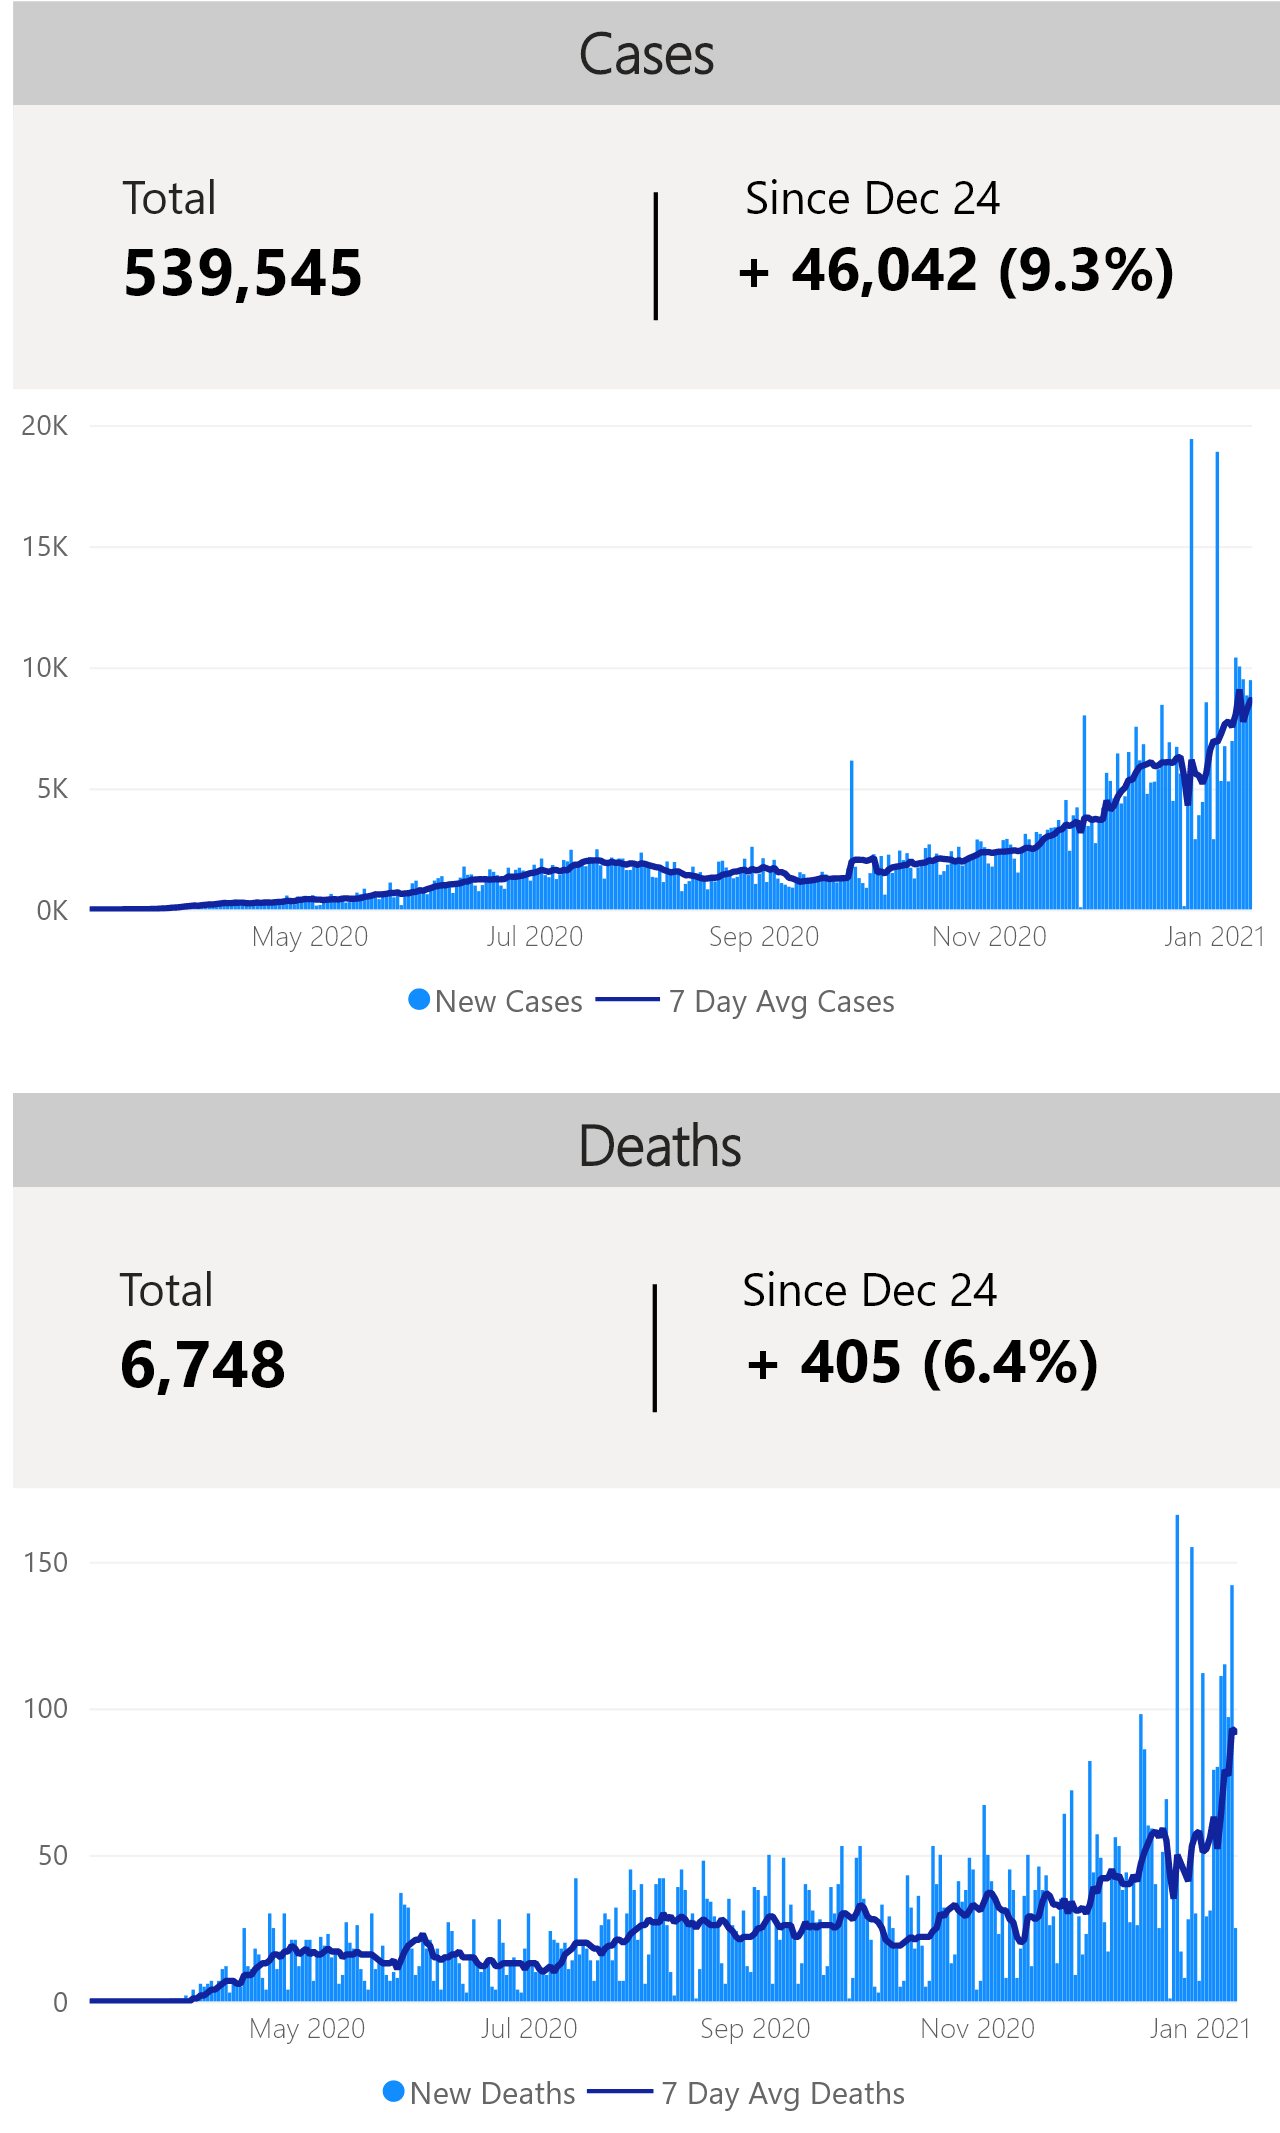 Cases
Total
539,545
Since Dec 24
+ 46,042 (9.3%)
20K
15K
10K
5K
0K
May 2020
Jul 2020
Sep 2020
Nov 2020
Jan 2021
New Cases
7 Day Avg Cases
Deaths
Total
6,748
Since Dec 24
+ 405 (6.4%)
150
100
50
0
May 2020
Jul 2020
Sep 2020
Nov 2020
Jan 2021
New Deaths
7 Day Avg Deaths